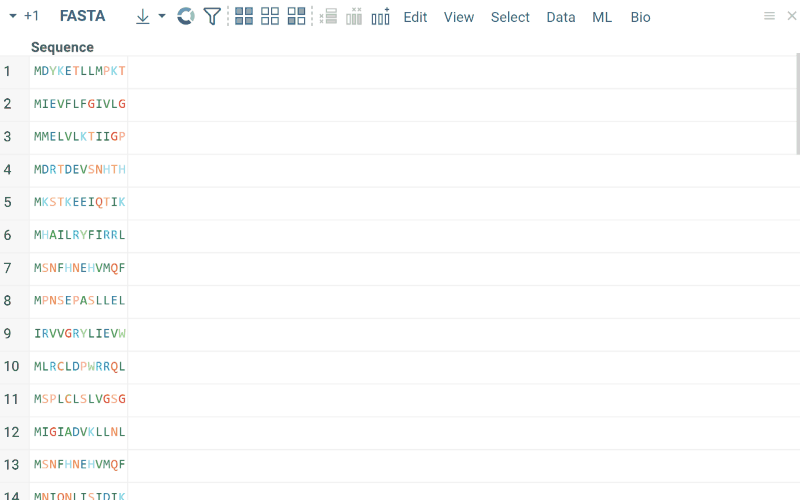 +1 FASTA Edit View Select Data ML Bio
Sequence
1 MDYKETLLMPKT
2 MIEVFLFGIVLG
3 MMELVLKTIIGP
4 MDRTDEVSNHTH
5 MKSTKEEIQTIK
6 MHAILRYFIRRL
7 MSNFHNEHVMQF
8 MPNSEPASLLEL
9 IRVVGRYLIEVW
10 MLRCLDPWRRQL
11 MSPLCLSLVGSG
12 MIGIADVKLLNL
13 MSNFHNEHVMQF
14 MNIQNLISIDIK